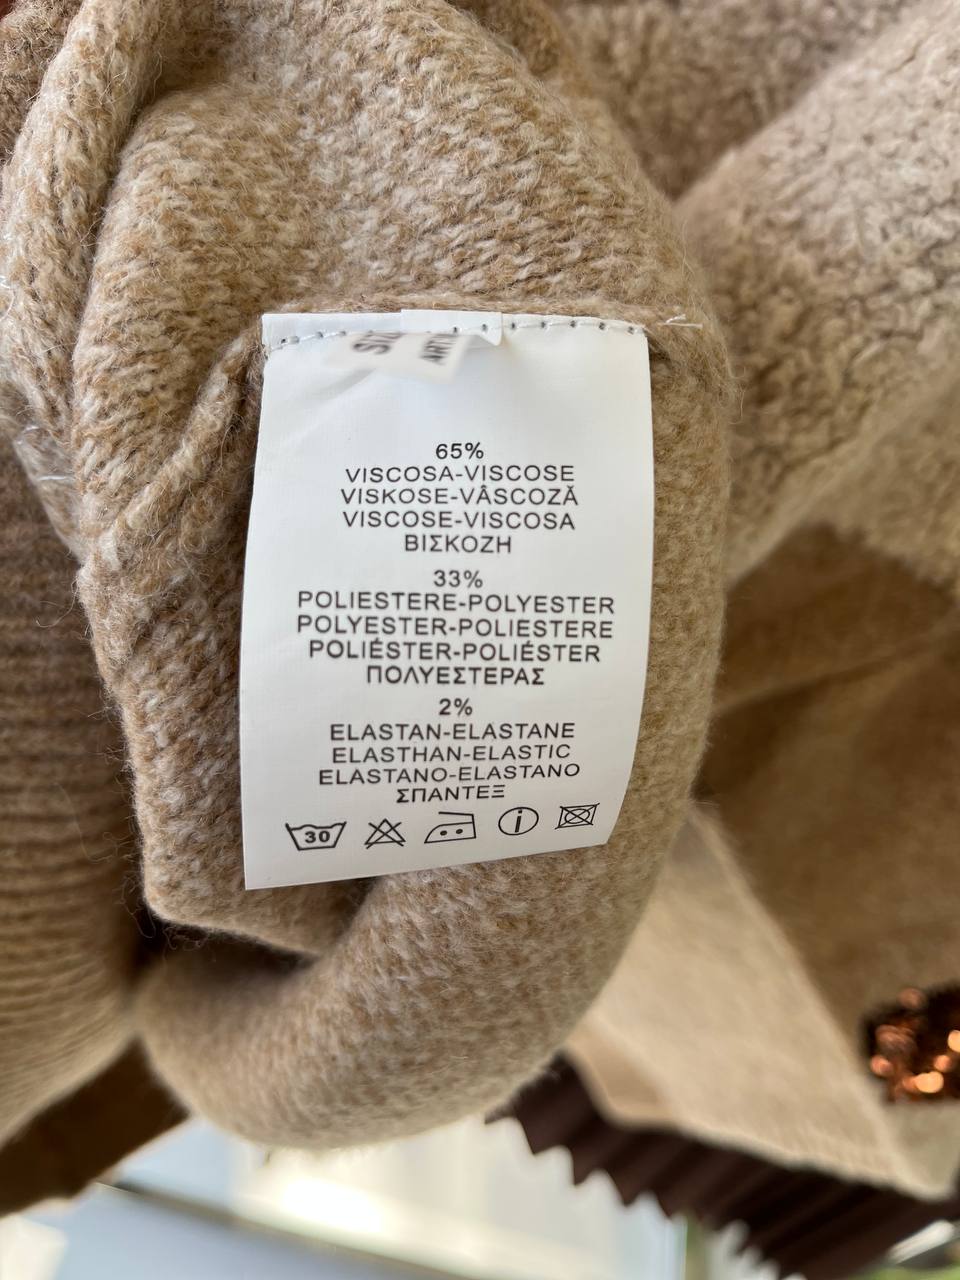 65%
VISCOSA-VISCOSE
VISKOSE-VÂSCOZĂ
VISCOSE-VISCOSA
ΒΙΣΚΟΖΗ
33%
POLIESTERE-POLYESTER
POLYESTER-POLIESTERE
POLIÉSTER-POLIÉSTER
ΠΟΛΥΕΣΤΕΡΑΣ
2%
ELASTAN-ELASTANE
ELASTHAN-ELASTIC
ELASTANO-ELASTANO
ΣΠΑΝΤΕΞ
30 i